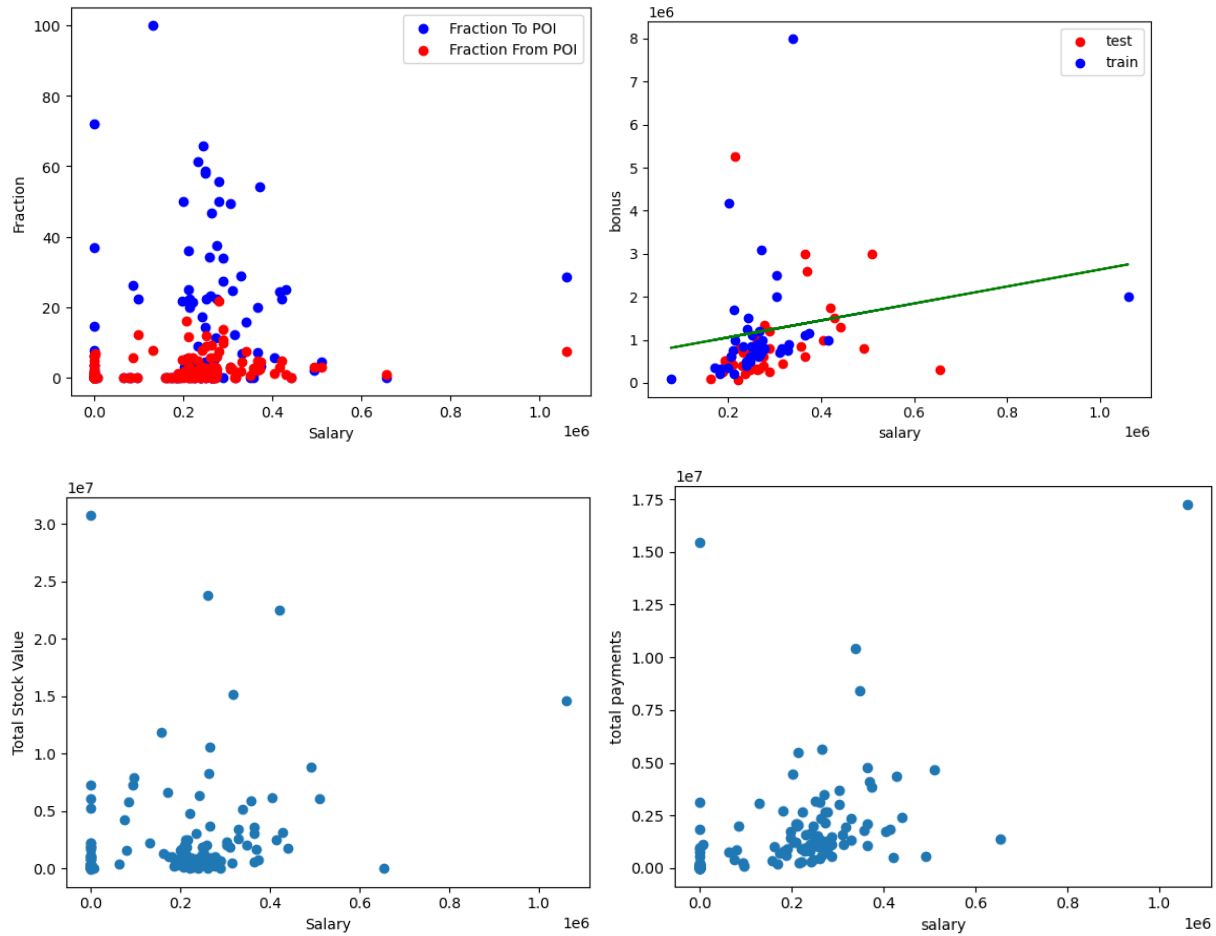 100
80
60
40
20
0
Fraction
Fraction To POI
Fraction From POI
0.0 0.2 0.4 0.6 0.8 1.0
1e6
Salary
1e6
8
7
6
5
4
3
2
1
0
bonus
test
train
0.2 0.4 0.6 0.8 1.0
1e6
salary
1e7
3.0
2.5
2.0
1.5
1.0
0.5
0.0
Total Stock Value
0.0 0.2 0.4 0.6 0.8 1.0
1e6
Salary
1e7
1.75
1.50
1.25
1.00
0.75
0.50
0.25
0.00
total payments
0.0 0.2 0.4 0.6 0.8 1.0
1e6
salary